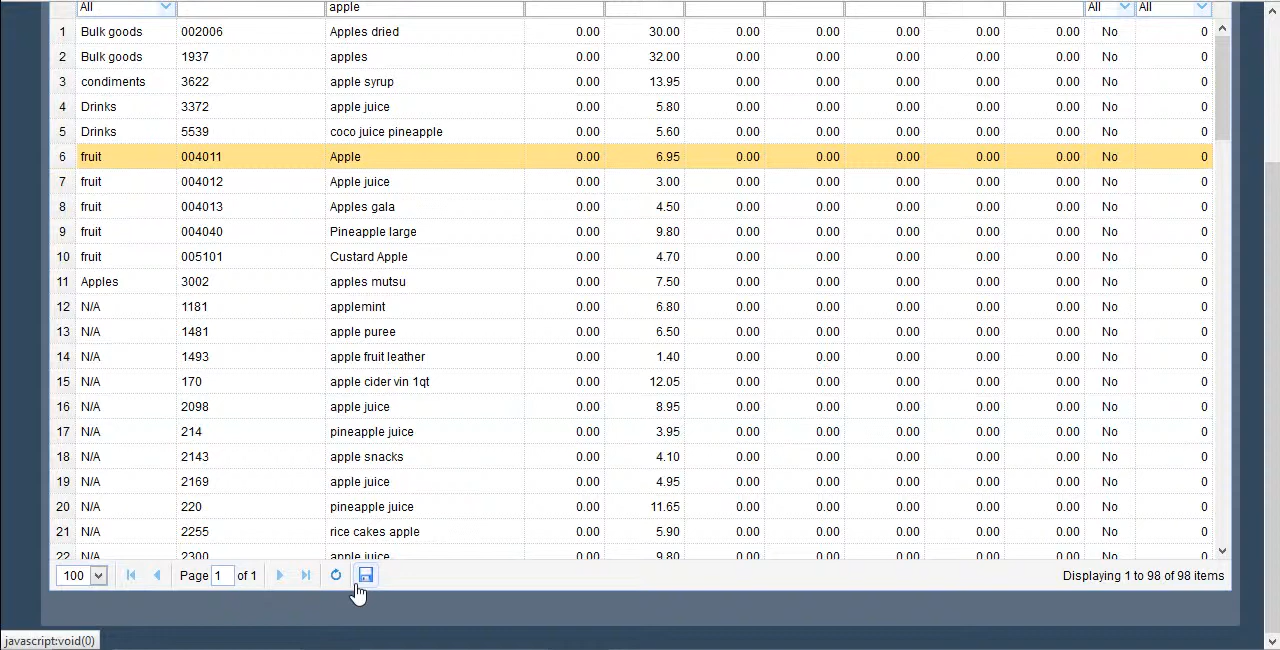 All apple All All
1 Bulk goods 002006 Apples dried 0.00 30.00 0.00 0.00 0.00 0.00 0.00 No 0
2 Bulk goods 1937 apples 0.00 32.00 0.00 0.00 0.00 0.00 0.00 No 0
3 condiments 3622 apple syrup 0.00 13.95 0.00 0.00 0.00 0.00 0.00 No 0
4 Drinks 3372 apple juice 0.00 5.80 0.00 0.00 0.00 0.00 0.00 No 0
5 Drinks 5539 coco juice pineapple 0.00 5.60 0.00 0.00 0.00 0.00 0.00 No 0
6 fruit 004011 Apple 0.00 6.95 0.00 0.00 0.00 0.00 0.00 No 0
7 fruit 004012 Apple juice 0.00 3.00 0.00 0.00 0.00 0.00 0.00 No 0
8 fruit 004013 Apples gala 0.00 4.50 0.00 0.00 0.00 0.00 0.00 No 0
9 fruit 004040 Pineapple large 0.00 9.80 0.00 0.00 0.00 0.00 0.00 No 0
10 fruit 005101 Custard Apple 0.00 4.70 0.00 0.00 0.00 0.00 0.00 No 0
11 Apples 3002 apples mutsu 0.00 7.50 0.00 0.00 0.00 0.00 0.00 No 0
12 N/A 1181 applemint 0.00 6.80 0.00 0.00 0.00 0.00 0.00 No 0
13 N/A 1481 apple puree 0.00 6.50 0.00 0.00 0.00 0.00 0.00 No 0
14 N/A 1493 apple fruit leather 0.00 1.40 0.00 0.00 0.00 0.00 0.00 No 0
15 N/A 170 apple cider vin 1qt 0.00 12.05 0.00 0.00 0.00 0.00 0.00 No 0
16 N/A 2098 apple juice 0.00 8.95 0.00 0.00 0.00 0.00 0.00 No 0
17 N/A 214 pineapple juice 0.00 3.95 0.00 0.00 0.00 0.00 0.00 No 0
18 N/A 2143 apple snacks 0.00 4.10 0.00 0.00 0.00 0.00 0.00 No 0
19 N/A 2169 apple juice 0.00 4.95 0.00 0.00 0.00 0.00 0.00 No 0
20 N/A 220 pineapple juice 0.00 11.65 0.00 0.00 0.00 0.00 0.00 No 0
21 N/A 2255 rice cakes apple 0.00 5.90 0.00 0.00 0.00 0.00 0.00 No 0
22 N/A 2300 apple juice 0.00 9.80 0.00 0.00 0.00 0.00 0.00 No 0
100 Page 1 of 1 Displaying 1 to 98 of 98 items
javascript:void(0)